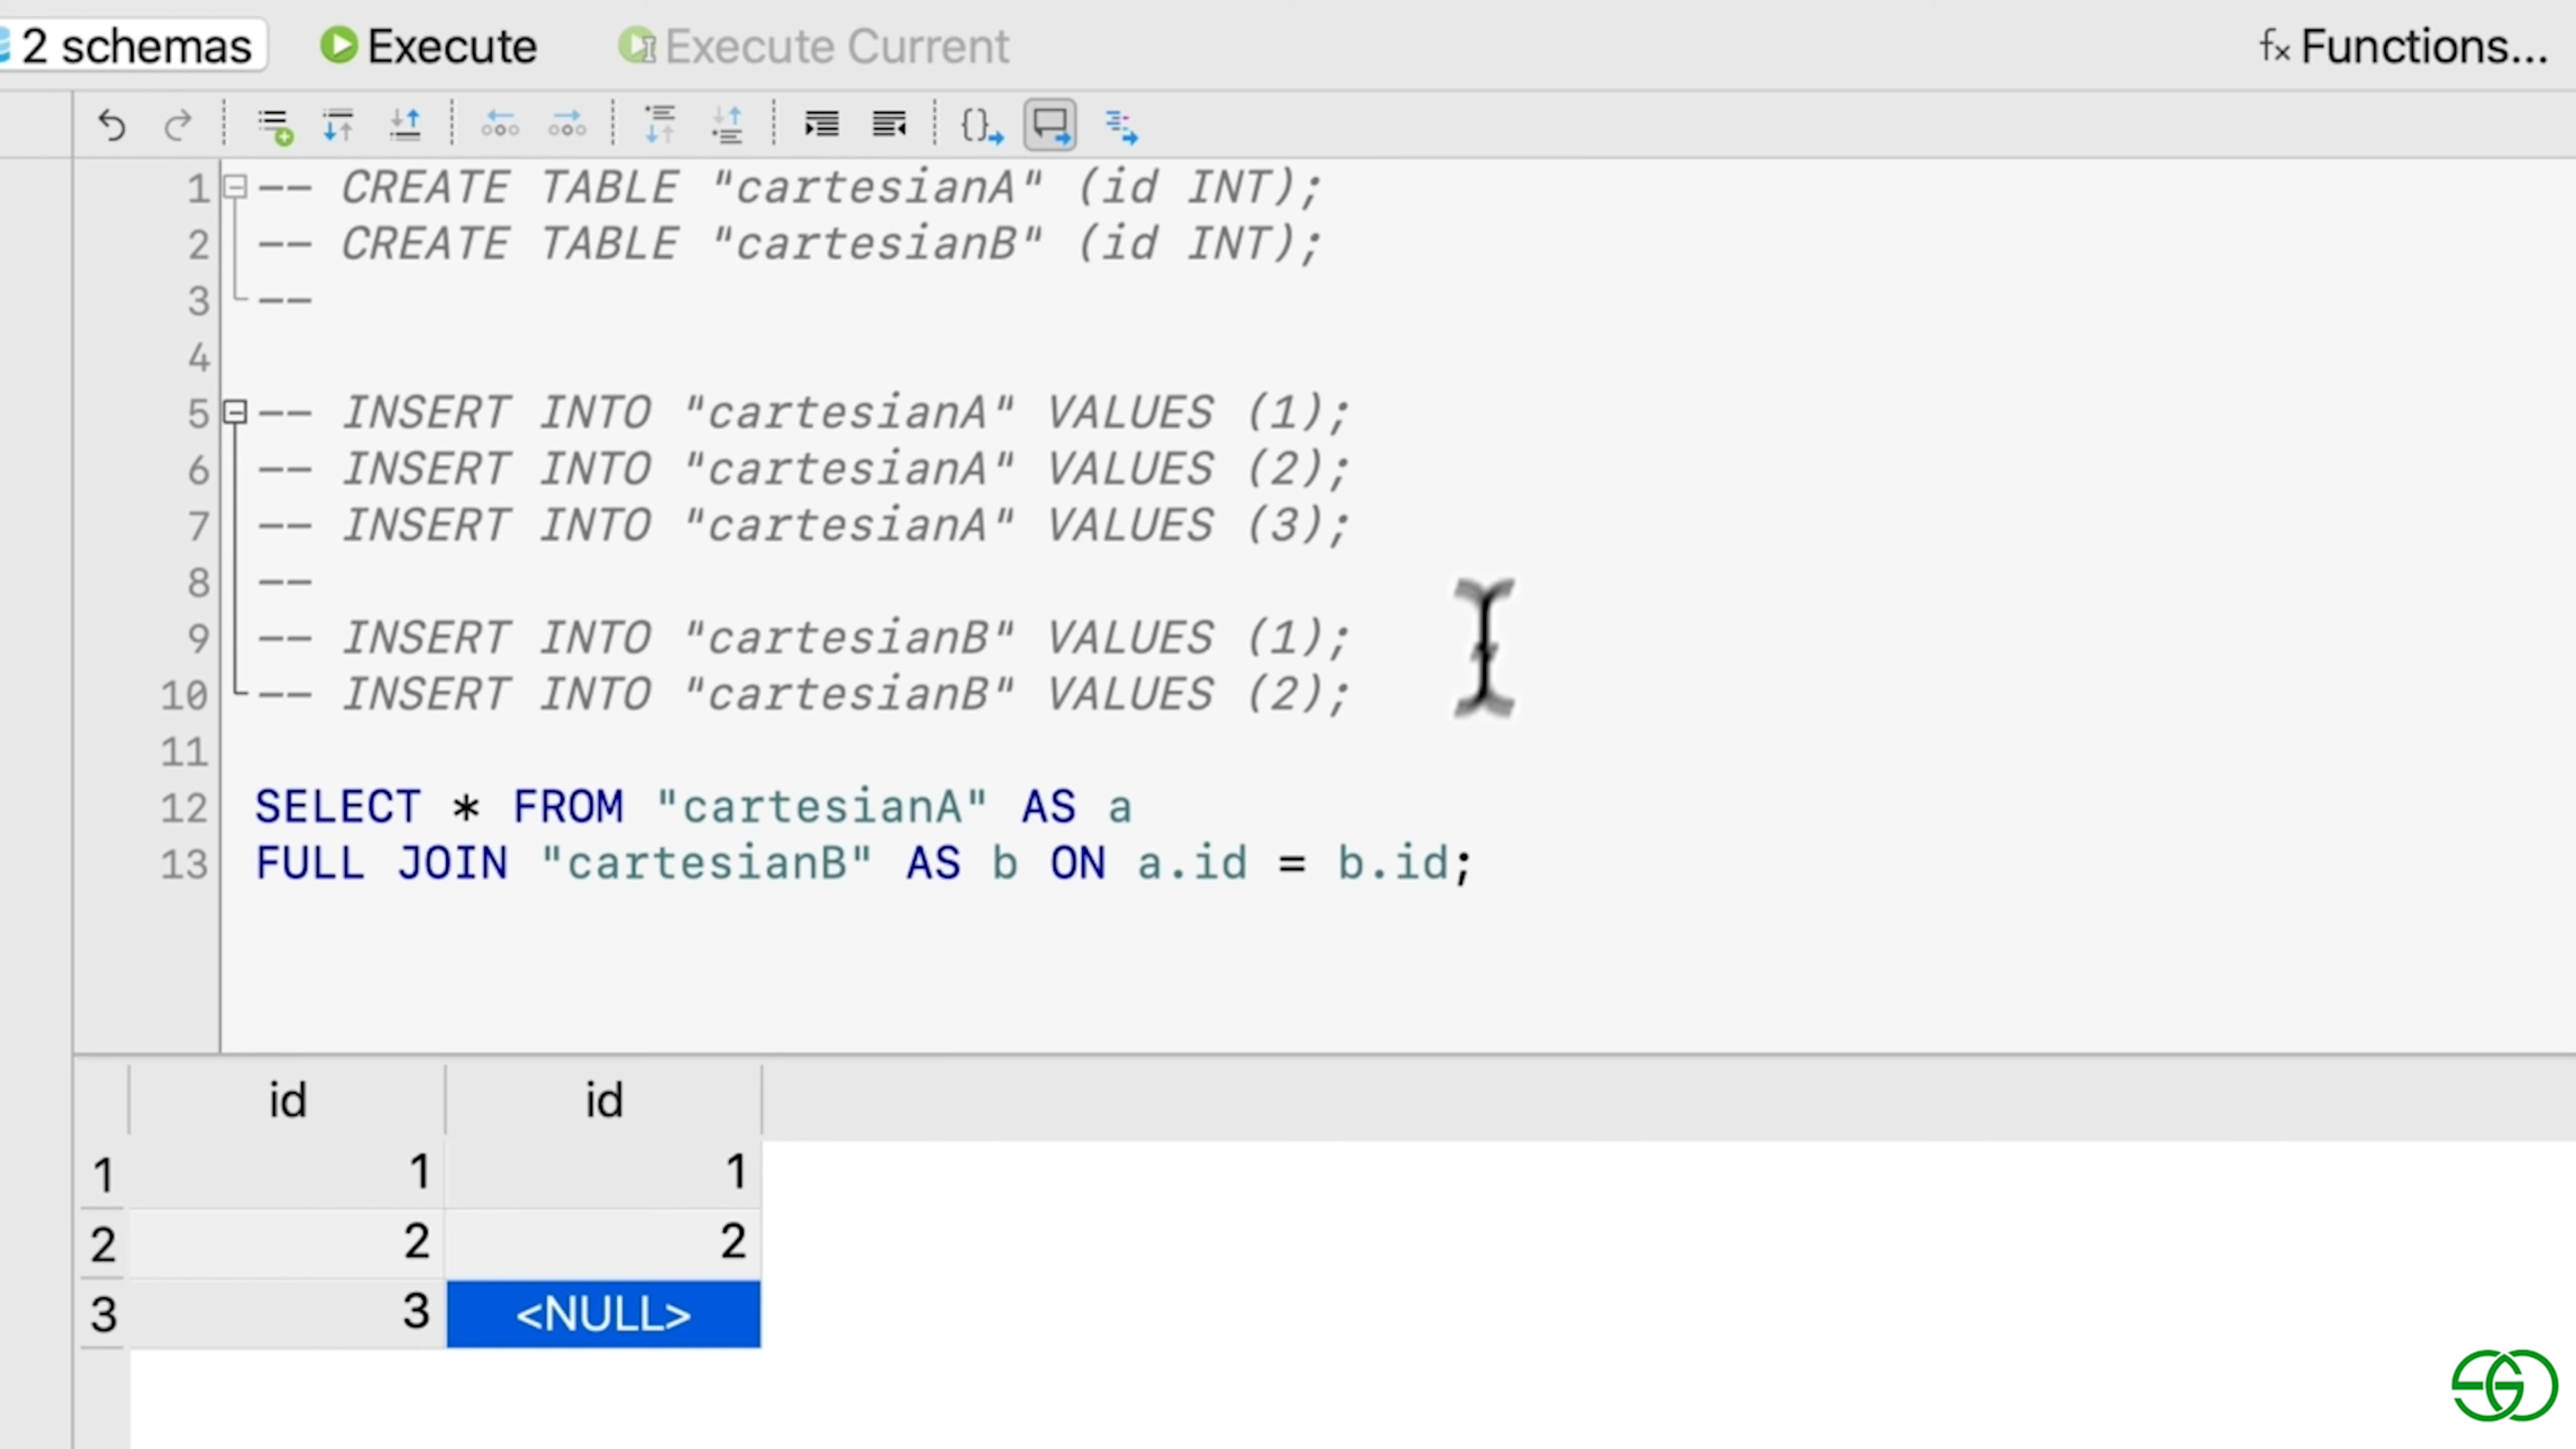 2 schemas Execute Execute Current fx Functions...
1 -- CREATE TABLE "cartesianA" (id INT);
2 -- CREATE TABLE "cartesianB" (id INT);
3 --
4
5 -- INSERT INTO "cartesianA" VALUES (1);
6 -- INSERT INTO "cartesianA" VALUES (2);
7 -- INSERT INTO "cartesianA" VALUES (3);
8 --
9 -- INSERT INTO "cartesianB" VALUES (1);
10 -- INSERT INTO "cartesianB" VALUES (2);
11
12 SELECT * FROM "cartesianA" AS a
13 FULL JOIN "cartesianB" AS b ON a.id = b.id;
id id
1 1 1
2 2 2
3 3 <NULL>